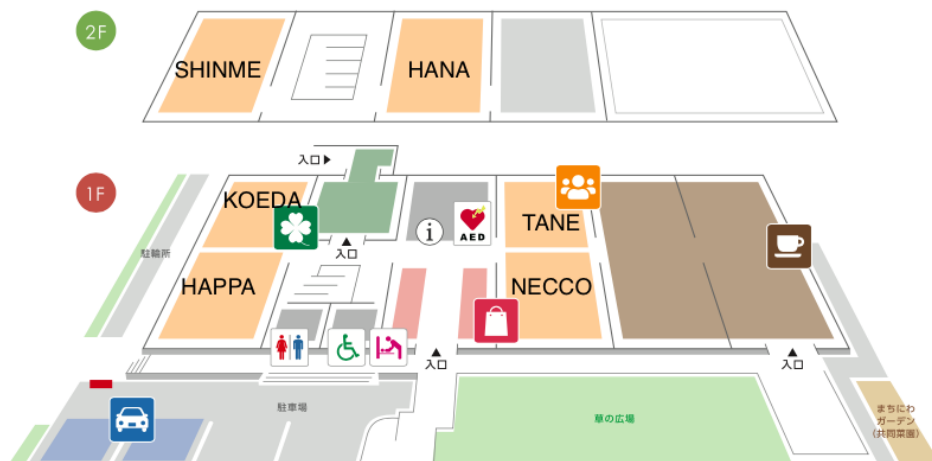 2F
SHINME
HANA
入口
1F
KOEDA
TANE
i
AED
入口
駐輪所
HAPPA
NECCO
入口
入口
駐車場
草の広場
まちにわ
ガーデン
(共同菜園)